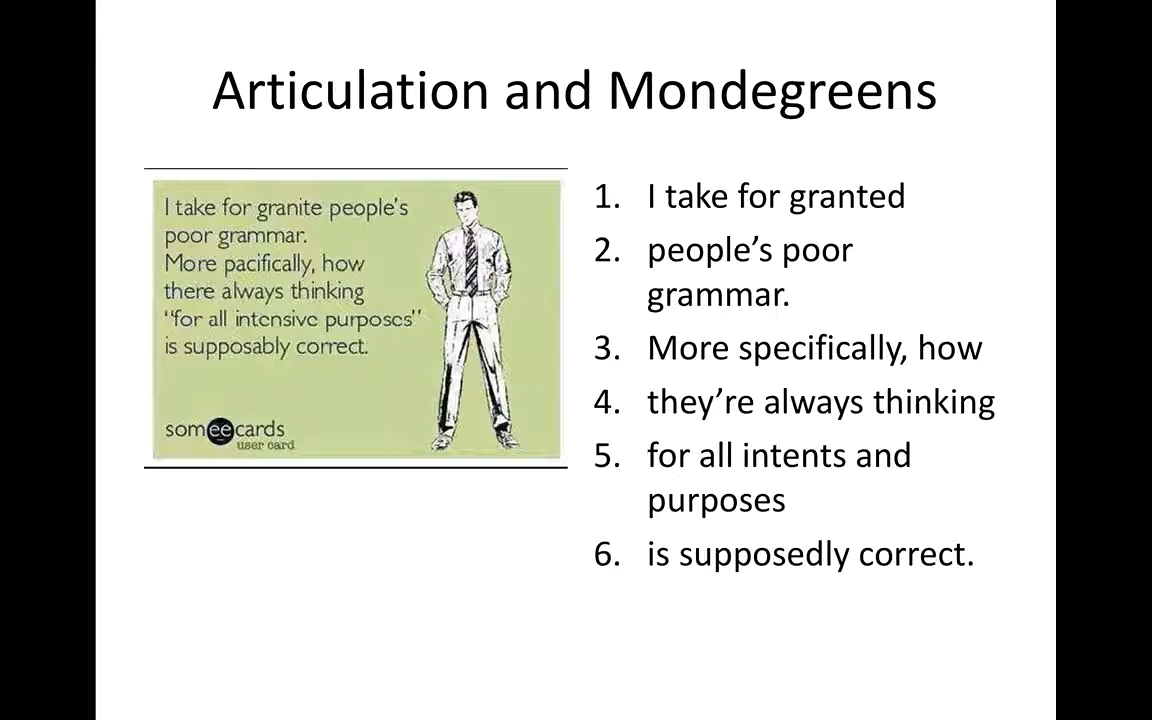 Articulation and Mondegreens
I take for granite people's
poor grammar.
More pacifically, how
there always thinking
"for all intensive purposes"
is supposably correct.
someecards
user card
1. I take for granted
2. people’s poor
grammar.
3. More specifically, how
4. they’re always thinking
5. for all intents and
purposes
6. is supposedly correct.